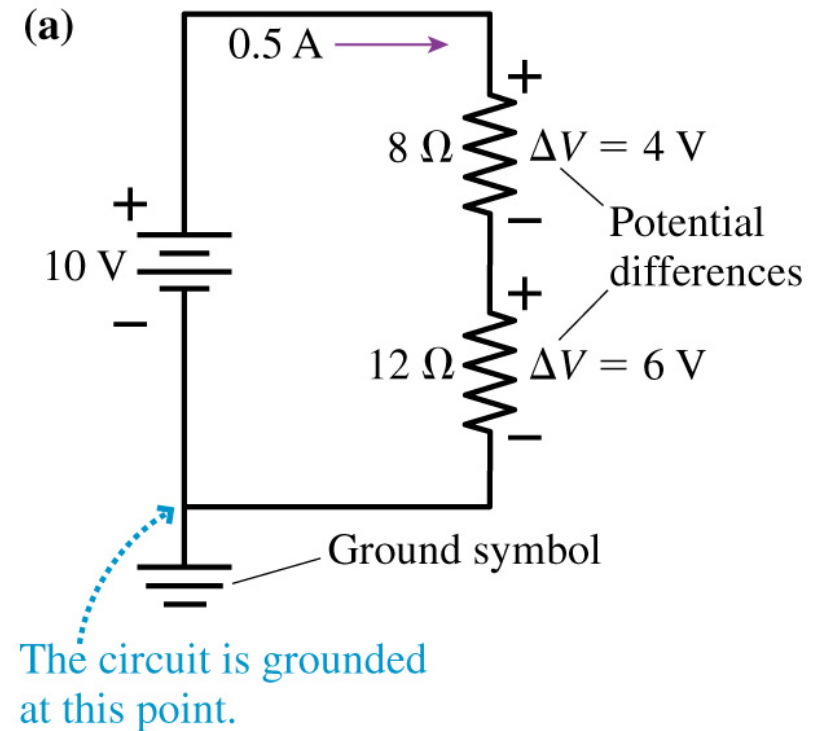 (a)
0.5 A
+
8 Ω
ΔV = 4 V
−
+
10 V
−
Potential
differences
+
12 Ω
ΔV = 6 V
−
Ground symbol
The circuit is grounded
at this point.